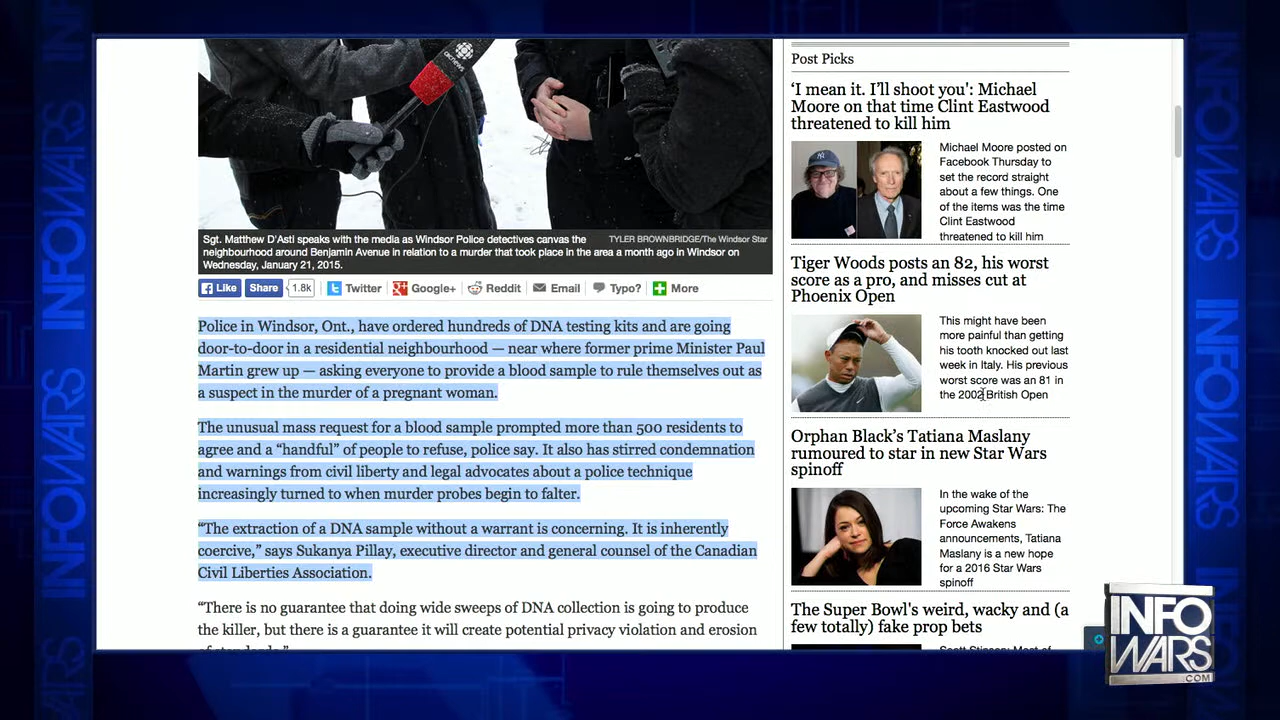 Post Picks
'I mean it. I'll shoot you': Michael
Moore on that time Clint Eastwood
threatened to kill him
Michael Moore posted on
Facebook Thursday to
set the record straight
about a few things. One
of the items was the time
Clint Eastwood
threatened to kill him
Sgt. Matthew D'Asti speaks with the media as Windsor Police detectives canvas the
TYLER BROWNBRIDGE/The Windsor Star
neighbourhood around Benjamin Avenue in relation to a murder that took place in the area a month ago in Windsor on
Wednesday, January 21, 2015.
Like
Share
1.8k
Twitter
Google+
Reddit
Email
Typo?
More
Police in Windsor, Ont., have ordered hundreds of DNA testing kits and are going
door-to-door in a residential neighbourhood — near where former prime Minister Paul
Martin grew up — asking everyone to provide a blood sample to rule themselves out as
a suspect in the murder of a pregnant woman.
The unusual mass request for a blood sample prompted more than 500 residents to
agree and a “handful” of people to refuse, police say. It also has stirred condemnation
and warnings from civil liberty and legal advocates about a police technique
increasingly turned to when murder probes begin to falter.
“The extraction of a DNA sample without a warrant is concerning. It is inherently
coercive,” says Sukanya Pillay, executive director and general counsel of the Canadian
Civil Liberties Association.
“There is no guarantee that doing wide sweeps of DNA collection is going to produce
the killer, but there is a guarantee it will create potential privacy violation and erosion
of standards.”
Tiger Woods posts an 82, his worst
score as a pro, and misses cut at
Phoenix Open
This might have been
more painful than getting
his tooth knocked out last
week in Italy. His previous
worst score was an 81 in
the 2002 British Open
Orphan Black's Tatiana Maslany
rumoured to star in new Star Wars
spinoff
In the wake of the
upcoming Star Wars: The
Force Awakens
announcements, Tatiana
Maslany is a new hope
for a 2016 Star Wars
spinoff
The Super Bowl's weird, wacky and (a
few totally) fake prop bets
INFO
WARS
.COM
INFOWARS
INFOWARS
INFOWARS
INFOWARS